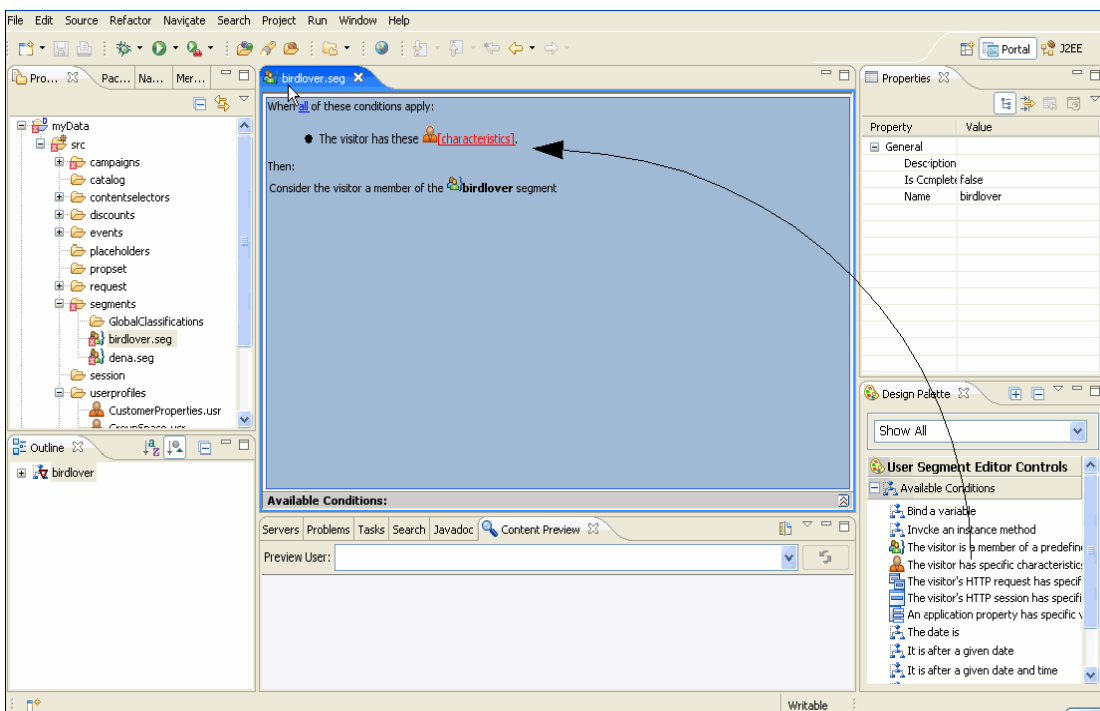 File Edit Source Refactor Navigate Search Project Run Window Help
Portal J2EE
Pro... Pac... Na... Mer...
myData
src
campaigns
catalog
contentselectors
discounts
events
placeholders
propset
request
segments
GlobalClassifications
birdlover.seg
dena.seg
session
userprofiles
CustomerProperties.usr
GroupSpace.usr
Outline
birdlover
birdlover.seg
When all of these conditions apply:
The visitor has these [characteristics].
Then:
Consider the visitor a member of the birdlover segment
Available Conditions:
Servers Problems Tasks Search Javadoc Content Preview
Preview User:
Properties
Property Value
General
Description
Is Complete false
Name birdlover
Design Palette
Show All
User Segment Editor Controls
Available Conditions
Bind a variable
Invoke an instance method
The visitor is a member of a predefin
The visitor has specific characteristic:
The visitor's HTTP request has specif
The visitor's HTTP session has specifi
An application property has specific v
The date is
It is after a given date
It is after a given date and time
Writable